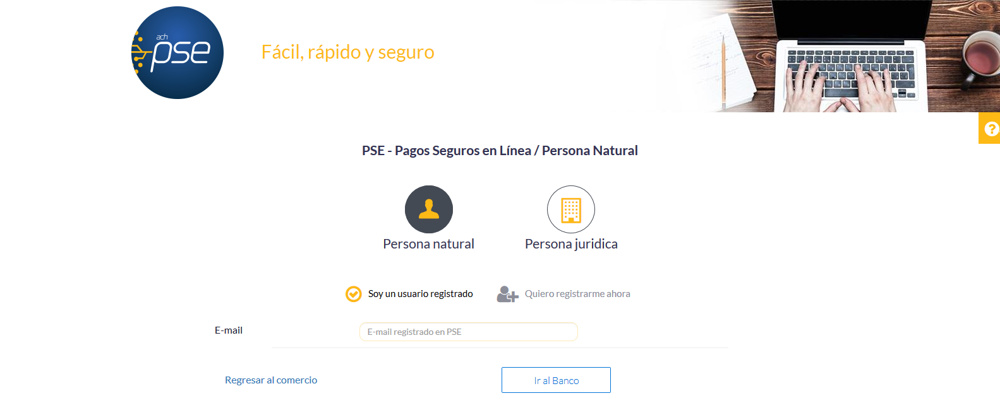 ach
pse
Fácil, rápido y seguro
?
PSE - Pagos Seguros en Línea / Persona Natural
Persona natural
Persona juridica
Soy un usuario registrado
Quiero registrarme ahora
E-mail
E-mail registrado en PSE
Regresar al comercio
Ir al Banco